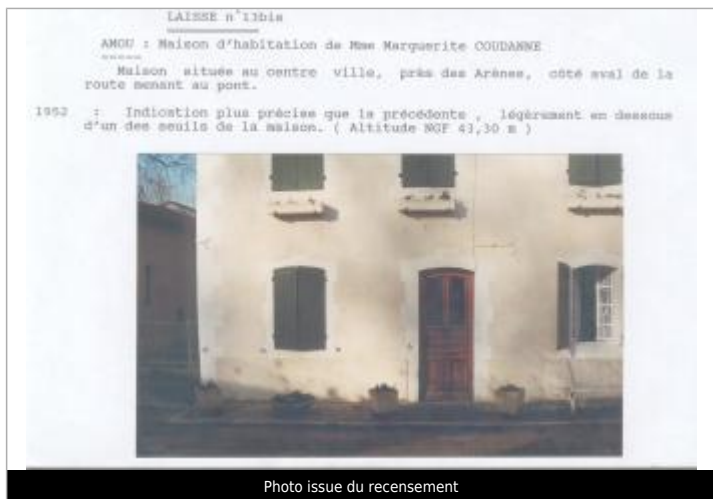 LAISSE n°13bis
AMOU : Maison d'habitation de Mme Marguerite COUDANNE
Maison située au centre ville, près des Arènes, côté aval de la
route menant au pont.
1952 : Indication plus précise que la précédente , légèrement en dessous
d'un des seuils de la maison. ( Altitude NGF 43,30 m )
Photo issue du recensement